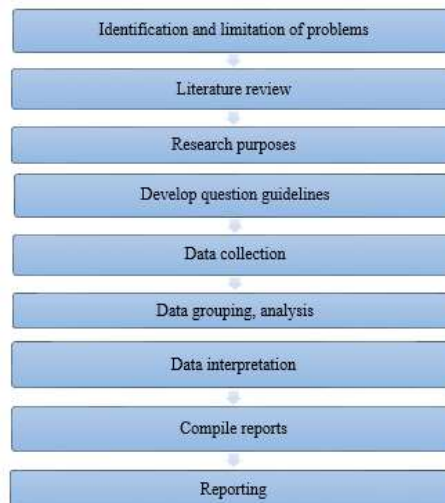 Identification and limitation of problems
Literature review
Research purposes
Develop question guidelines
Data collection
Data grouping, analysis
Data interpretation
Compile reports
Reporting